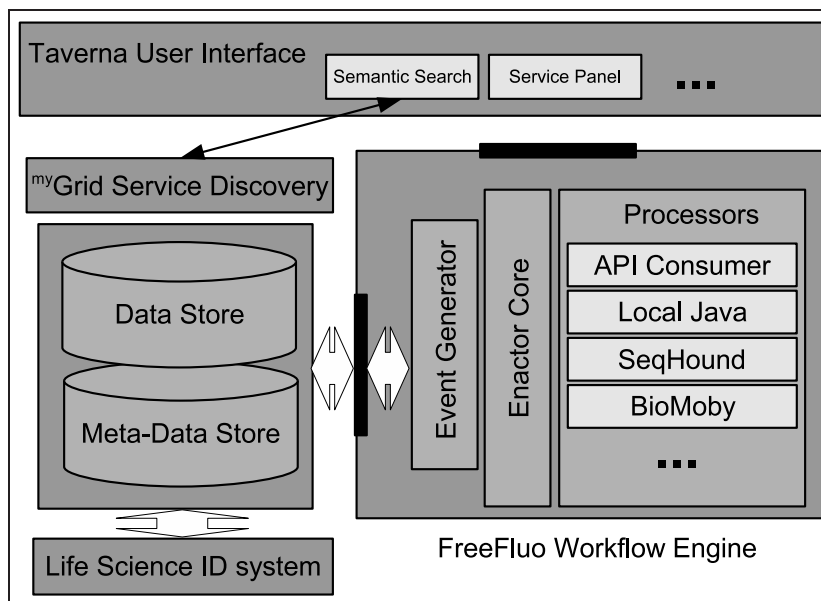 Taverna User Interface
Semantic Search
Service Panel
...
myGrid Service Discovery
Data Store
Meta-Data Store
Life Science ID system
Event Generator
Enactor Core
Processors
API Consumer
Local Java
SeqHound
BioMoby
...
FreeFluo Workflow Engine